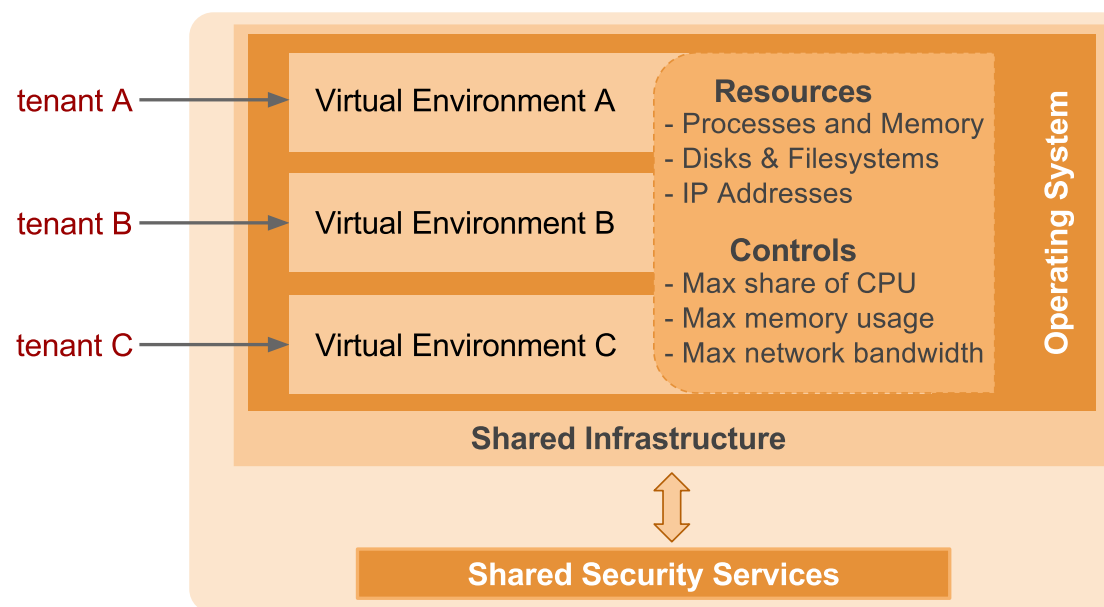 tenant A
Virtual Environment A
tenant B
Virtual Environment B
tenant C
Virtual Environment C
Resources
- Processes and Memory
- Disks & Filesystems
- IP Addresses
Controls
- Max share of CPU
- Max memory usage
- Max network bandwidth
Operating System
Shared Infrastructure
Shared Security Services